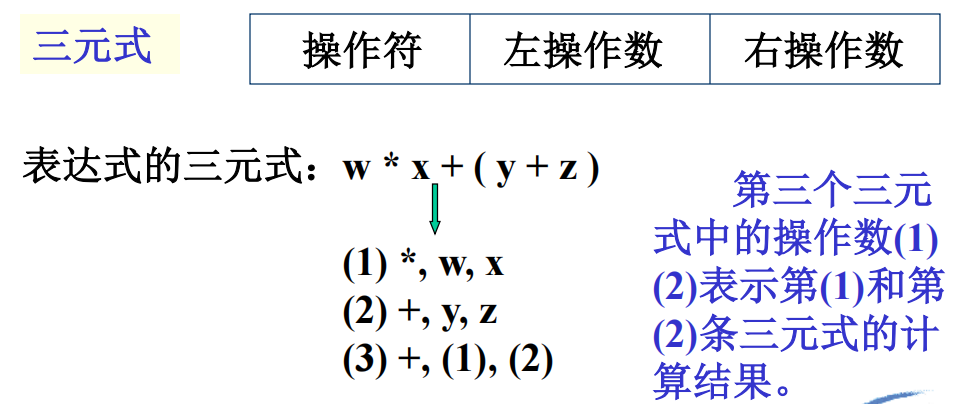 三元式
操作符 左操作数 右操作数
表达式的三元式：w * x + ( y + z )
(1) *, w, x
(2) +, y, z
(3) +, (1), (2)
第三个三元
式中的操作数(1)
(2)表示第(1)和第
(2)条三元式的计
算结果。